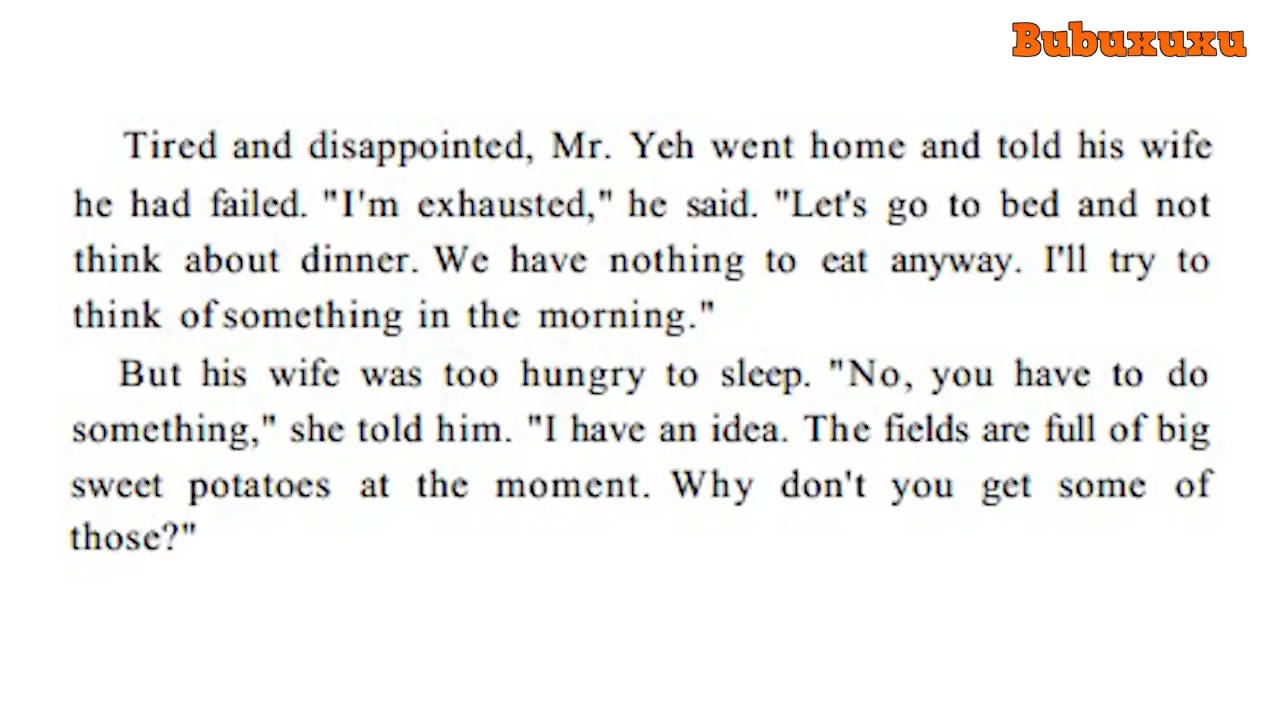 Bubuxuxu
Tired and disappointed, Mr. Yeh went home and told his wife
he had failed. "I'm exhausted," he said. "Let's go to bed and not
think about dinner. We have nothing to eat anyway. I'll try to
think of something in the morning."
But his wife was too hungry to sleep. "No, you have to do
something," she told him. "I have an idea. The fields are full of big
sweet potatoes at the moment. Why don't you get some of
those?"